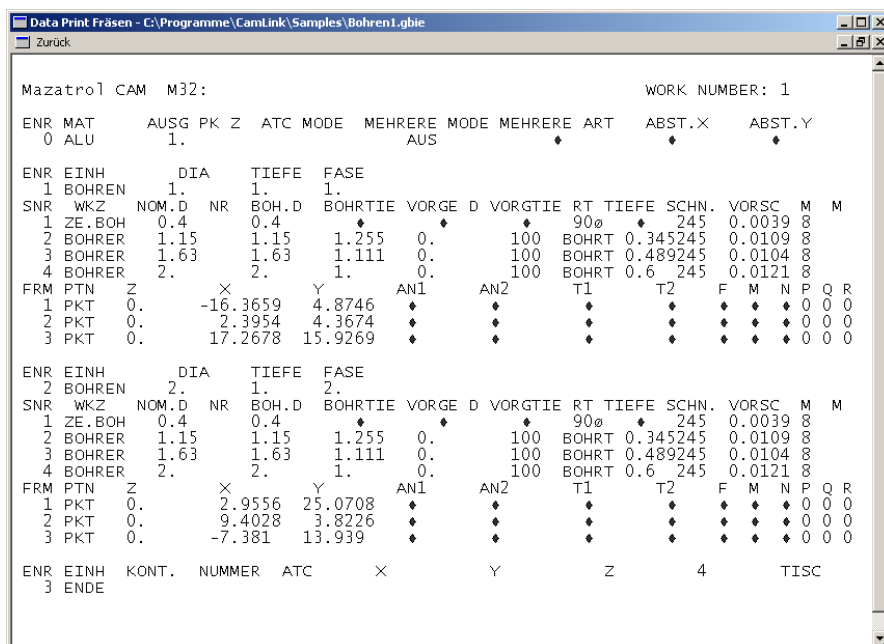 Data Print Fräsen - C:\Programme\CamLink\Samples\Bohren1.gbie
Zurück
Mazatrol CAM M32: WORK NUMBER: 1
ENR MAT AUSG PK Z ATC MODE MEHRERE MODE MEHRERE ART ABST.X ABST.Y
0 ALU 1. AUS ♦ ♦ ♦
ENR EINH DIA TIEFE FASE
1 BOHREN 1. 1. 1.
SNR WKZ NOM.D NR BOH.D BOHRTIE VORGE D VORGTIE RT TIEFE SCHN. VORSC M M
1 ZE.BOH 0.4 0.4 ♦ ♦ ♦ 90ø ♦ 245 0.0039 8
2 BOHRER 1.15 1.15 1.255 0. 100 BOHRT 0.345245 0.0109 8
3 BOHRER 1.63 1.63 1.111 0. 100 BOHRT 0.489245 0.0104 8
4 BOHRER 2. 2. 1. 0. 100 BOHRT 0.6 245 0.0121 8
FRM PTN Z X Y AN1 AN2 T1 T2 F M N P Q R
1 PKT 0. -16.3659 4.8746 ♦ ♦ ♦ ♦ ♦ ♦ ♦ 0 0 0
2 PKT 0. 2.3954 4.3674 ♦ ♦ ♦ ♦ ♦ ♦ ♦ 0 0 0
3 PKT 0. 17.2678 15.9269 ♦ ♦ ♦ ♦ ♦ ♦ ♦ 0 0 0
ENR EINH DIA TIEFE FASE
2 BOHREN 2. 1. 2.
SNR WKZ NOM.D NR BOH.D BOHRTIE VORGE D VORGTIE RT TIEFE SCHN. VORSC M M
1 ZE.BOH 0.4 0.4 ♦ ♦ ♦ 90ø ♦ 245 0.0039 8
2 BOHRER 1.15 1.15 1.255 0. 100 BOHRT 0.345245 0.0109 8
3 BOHRER 1.63 1.63 1.111 0. 100 BOHRT 0.489245 0.0104 8
4 BOHRER 2. 2. 1. 0. 100 BOHRT 0.6 245 0.0121 8
FRM PTN Z X Y AN1 AN2 T1 T2 F M N P Q R
1 PKT 0. 2.9556 25.0708 ♦ ♦ ♦ ♦ ♦ ♦ ♦ 0 0 0
2 PKT 0. 9.4028 3.8226 ♦ ♦ ♦ ♦ ♦ ♦ ♦ 0 0 0
3 PKT 0. -7.381 13.939 ♦ ♦ ♦ ♦ ♦ ♦ ♦ 0 0 0
ENR EINH KONT. NUMMER ATC X Y Z 4 TISC
3 ENDE